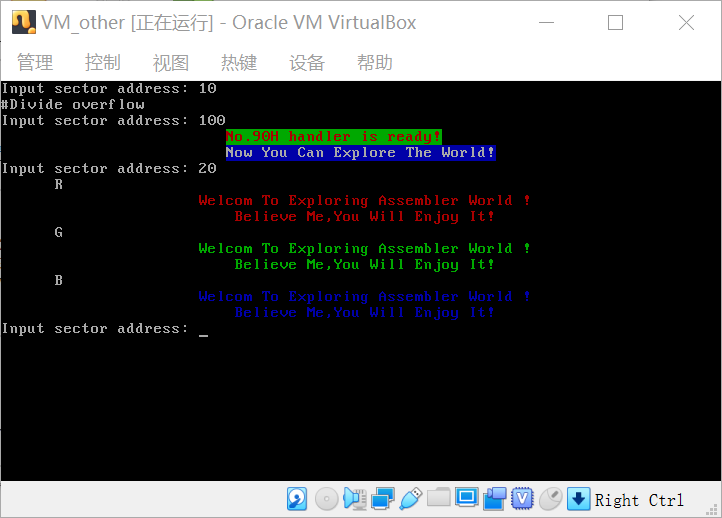 VM_other [正在运行] - Oracle VM VirtualBox
管理 控制 视图 热键 设备 帮助
Input sector address: 10
#Divide overflow
Input sector address: 100
No.90H handler is ready!
Now You Can Explore The World!
Input sector address: 20
R
Welcom To Exploring Assembler World !
Believe Me,You Will Enjoy It!
G
Welcom To Exploring Assembler World !
Believe Me,You Will Enjoy It!
B
Welcom To Exploring Assembler World !
Believe Me,You Will Enjoy It!
Input sector address: _
Right Ctrl